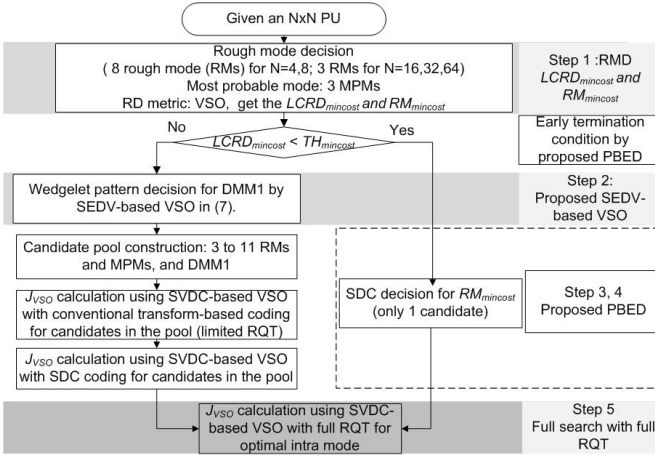 Given an NxN PU
Rough mode decision
( 8 rough mode (RMs) for N=4,8; 3 RMs for N=16,32,64)
Most probable mode: 3 MPMs
RD metric: VSO, get the LCRDmincost and RMmincost
Step 1 :RMD
LCRDmincost and
RMmincost
No
LCRDmincost < THmincost
Yes
Early termination
condition by
proposed PBED
Wedgelet pattern decision for DMM1 by
SEDV-based VSO in (7).
Step 2:
Proposed SEDV-
based VSO
Candidate pool construction: 3 to 11 RMs
and MPMs, and DMM1
JVSO calculation using SVDC-based VSO
with conventional transform-based coding
for candidates in the pool (limited RQT)
SDC decision for RMmincost
(only 1 candidate)
Step 3, 4
Proposed PBED
JVSO calculation using SVDC-based VSO
with SDC coding for candidates in the pool
JVSO calculation using SVDC-
based VSO with full RQT for
optimal intra mode
Step 5
Full search with full
RQT